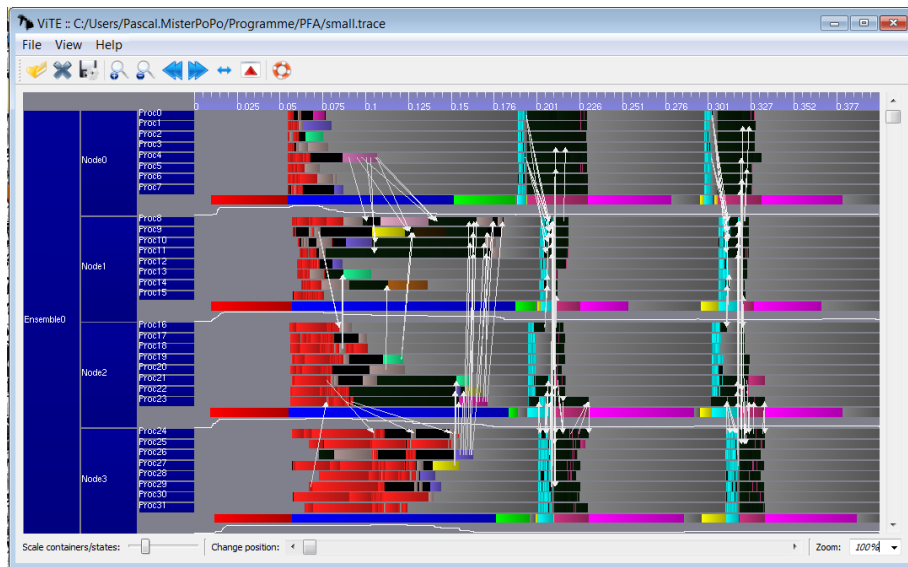 ViTE :: C:/Users/Pascal.MisterPoPo/Programme/PFA/small.trace
File View Help
0 0.025 0.05 0.075 0.1 0.125 0.15 0.176 0.201 0.226 0.251 0.276 0.301 0.327 0.352 0.377
Ensemble0
Node0
Proc0
Proc1
Proc2
Proc3
Proc4
Proc5
Proc6
Proc7
Node1
Proc8
Proc9
Proc10
Proc11
Proc12
Proc13
Proc14
Proc15
Node2
Proc16
Proc17
Proc18
Proc19
Proc20
Proc21
Proc22
Proc23
Node3
Proc24
Proc25
Proc26
Proc27
Proc28
Proc29
Proc30
Proc31
Scale containers/states: Change position: Zoom: 100%